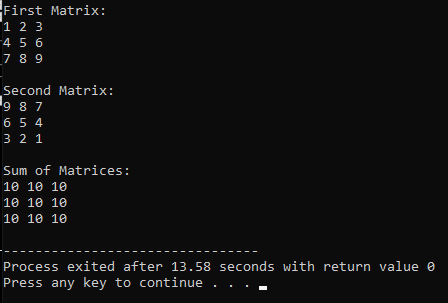 First Matrix:
1 2 3
4 5 6
7 8 9
Second Matrix:
9 8 7
6 5 4
3 2 1
Sum of Matrices:
10 10 10
10 10 10
10 10 10
--------------------------------
Process exited after 13.58 seconds with return value 0
Press any key to continue . . .